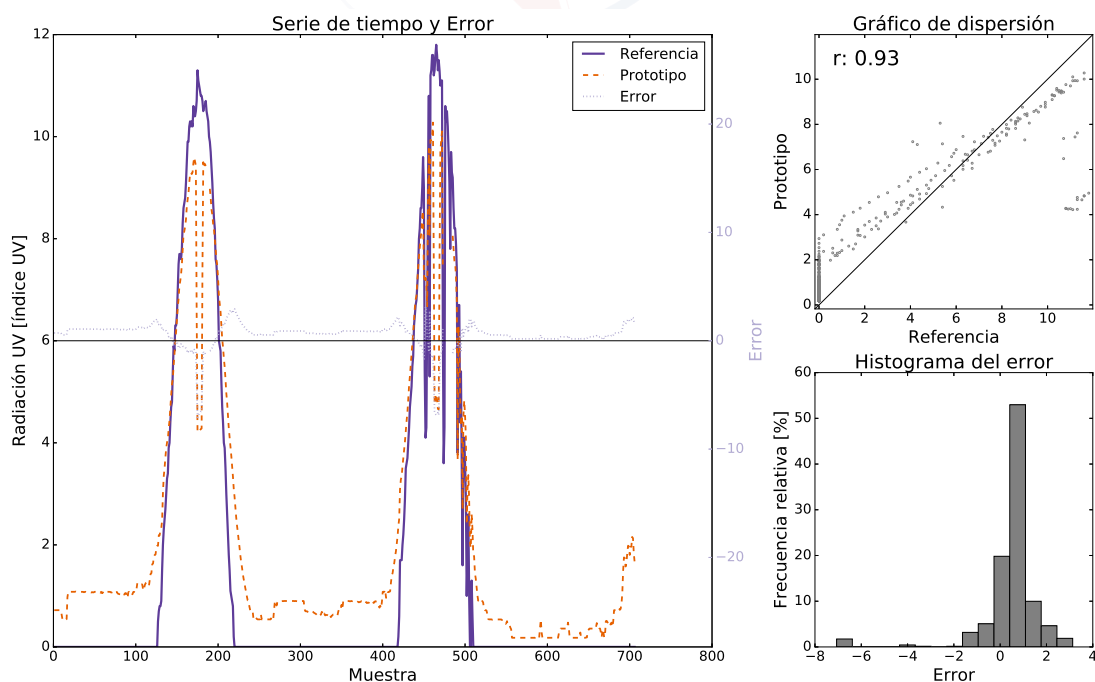 Serie de tiempo y Error
12
10
8
6
4
2
0
Radiación UV [índice UV]
0 100 200 300 400 500 600 700 800
Muestra
Referencia
Prototipo
Error
20
10
0
−10
−20
Error
Gráfico de dispersión
r: 0.93
10
8
6
4
2
0
Prototipo
0 2 4 6 8 10
Referencia
Histograma del error
60
50
40
30
20
10
0
Frecuencia relativa [%]
−8 −6 −4 −2 0 2 4
Error